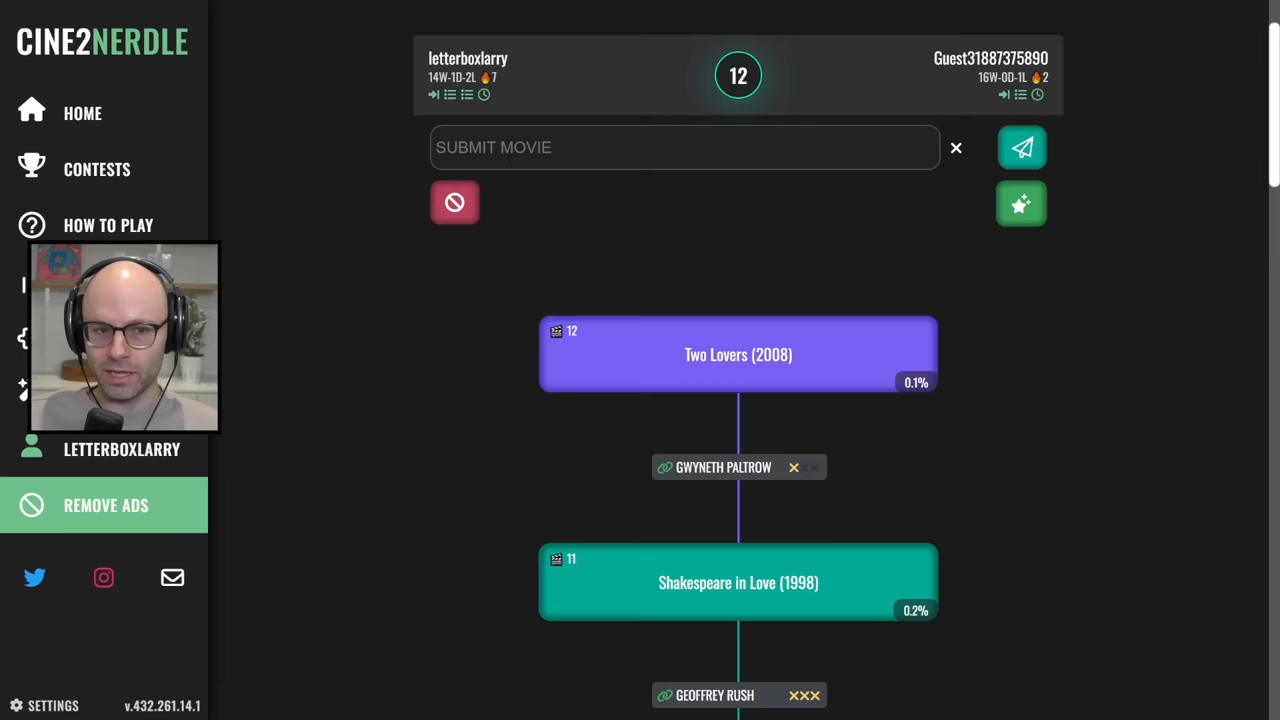 CINE2NERDLE
HOME
CONTESTS
HOW TO PLAY
LETTERBOXLARRY
REMOVE ADS
SETTINGS
v.432.261.14.1
letterboxlarry
14W-1D-2L 🔥7
12
Guest31887375890
16W-0D-1L 🔥2
SUBMIT MOVIE
12
Two Lovers (2008)
0.1%
GWYNETH PALTROW
11
Shakespeare in Love (1998)
0.2%
GEOFFREY RUSH